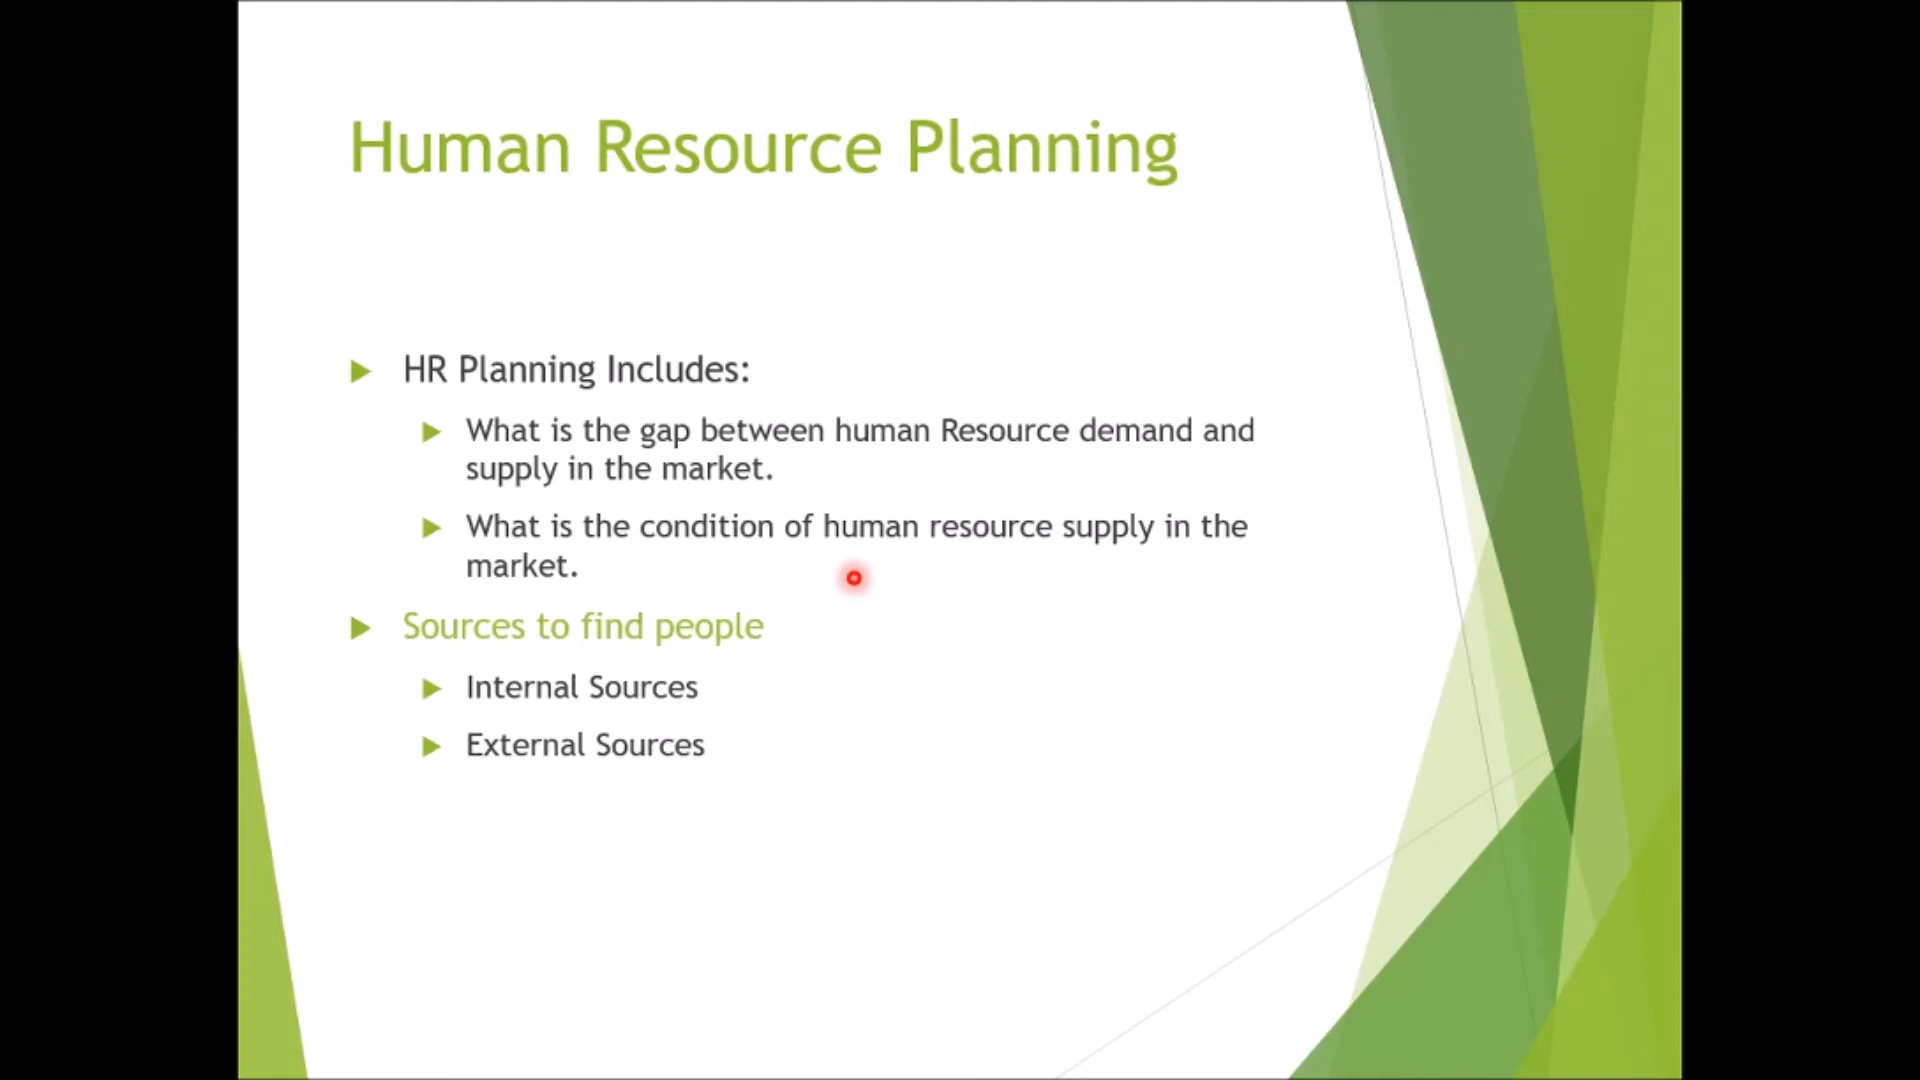 Human Resource Planning
HR Planning Includes:
What is the gap between human Resource demand and
supply in the market.
What is the condition of human resource supply in the
market.
Sources to find people
Internal Sources
External Sources